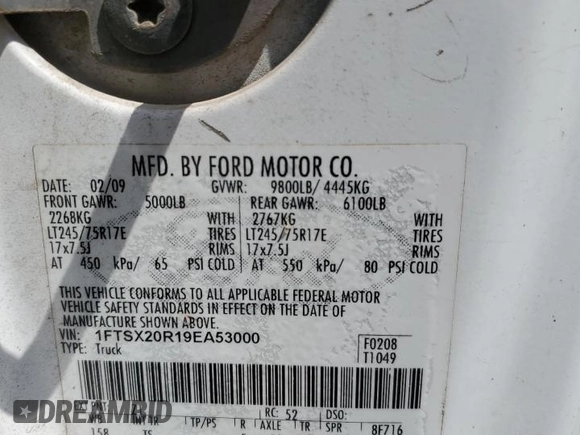 MFD. BY FORD MOTOR CO.
DATE: 02/09 GVWR: 9800LB/ 4445KG
FRONT GAWR: 5000LB REAR GAWR: 6100LB
2268KG WITH 2767KG WITH
LT245/75R17E TIRES LT245/75R17E TIRES
17x7.5J RIMS 17x7.5J RIMS
AT 450 kPa/ 65 PSI COLD AT 550 kPa/ 80 PSI COLD
THIS VEHICLE CONFORMS TO ALL APPLICABLE FEDERAL MOTOR
VEHICLE SAFETY STANDARDS IN EFFECT ON THE DATE OF
MANUFACTURE SHOWN ABOVE.
VIN: 1FTSX20R19EA53000 F0208
TYPE: Truck T1049
RC: 52 DSO:
TP/PS R AXLE TR SPR 8F716
158
DREAMBID